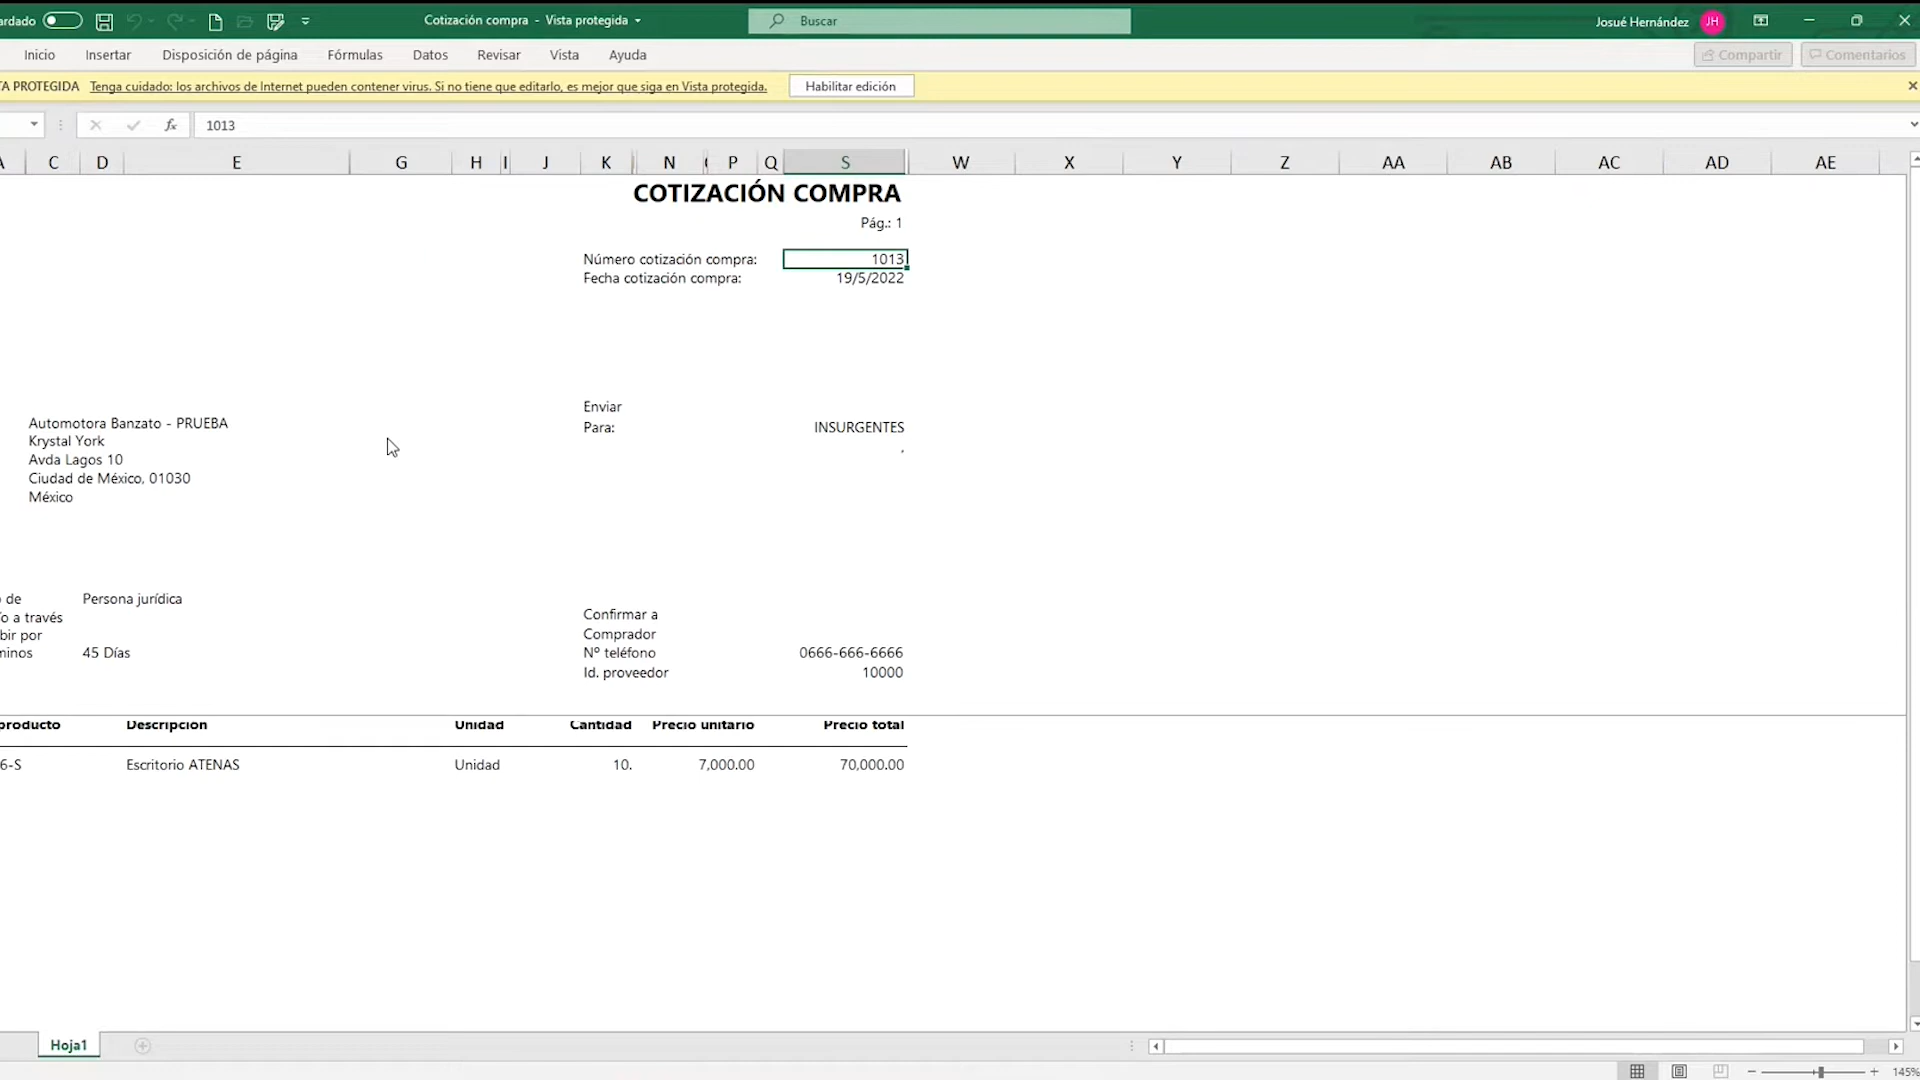 ardado
Cotización compra - Vista protegida
Buscar
Josué Hernández
JH
Inicio
Insertar
Disposición de página
Fórmulas
Datos
Revisar
Vista
Ayuda
Compartir
Comentarios
TA PROTEGIDA
Tenga cuidado: los archivos de Internet pueden contener virus. Si no tiene que editarlo, es mejor que siga en Vista protegida.
Habilitar edición
fx
1013
A C D E G H I J K N P Q S W X Y Z AA AB AC AD AE
COTIZACIÓN COMPRA
Pág.: 1
Número cotización compra: 1013
Fecha cotización compra: 19/5/2022
Enviar
Para: INSURGENTES
,
Automotora Banzato - PRUEBA
Krystal York
Avda Lagos 10
Ciudad de México, 01030
México
o de Persona jurídica
ío a través
bir por
minos 45 Días
Confirmar a
Comprador
Nº teléfono 0666-666-6666
Id. proveedor 10000
producto Descripción Unidad Cantidad Precio unitario Precio total
6-S Escritorio ATENAS Unidad 10. 7,000.00 70,000.00
Hoja1
145%